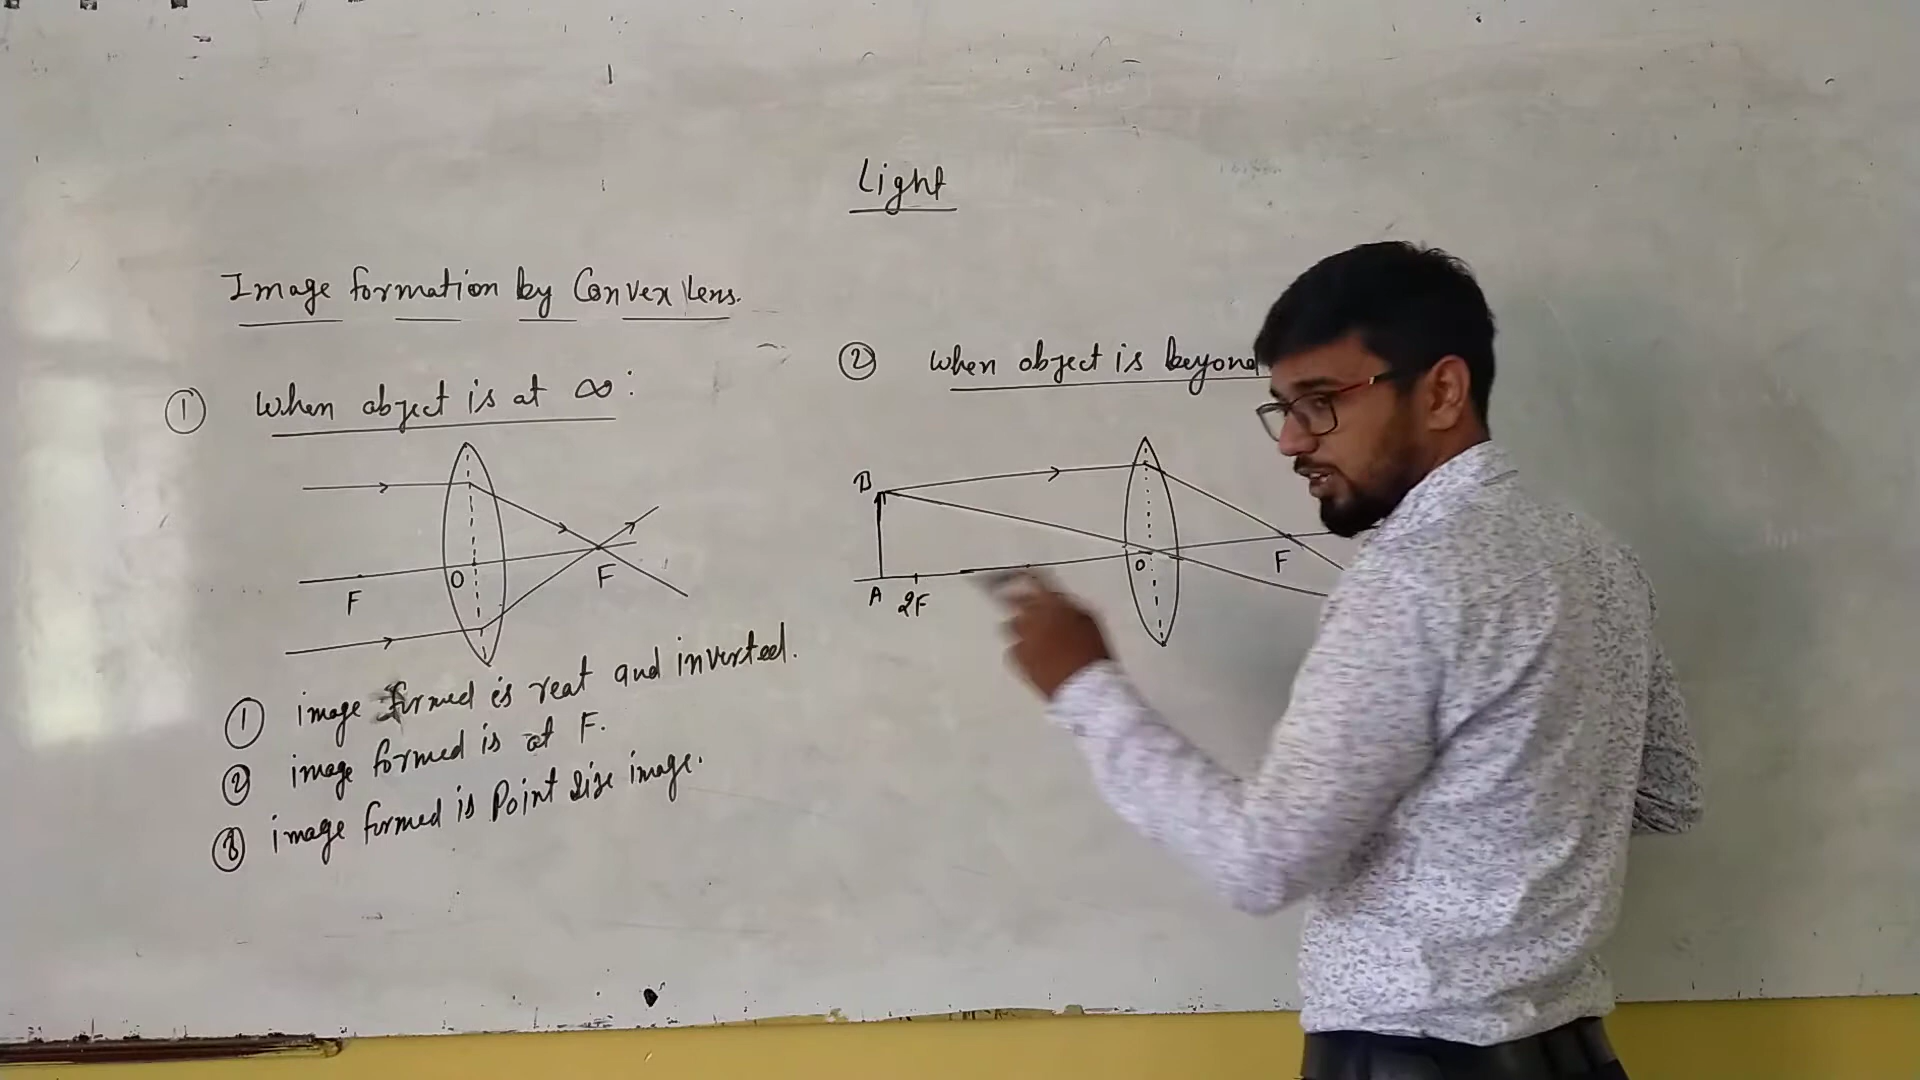 Light
Image formation by Convex lens.
① When object is at ∞:
F
O
F
① image formed is real and inverted.
② image formed is at F.
③ image formed is Point size image.
② When object is beyond
B
A
2F
O
F